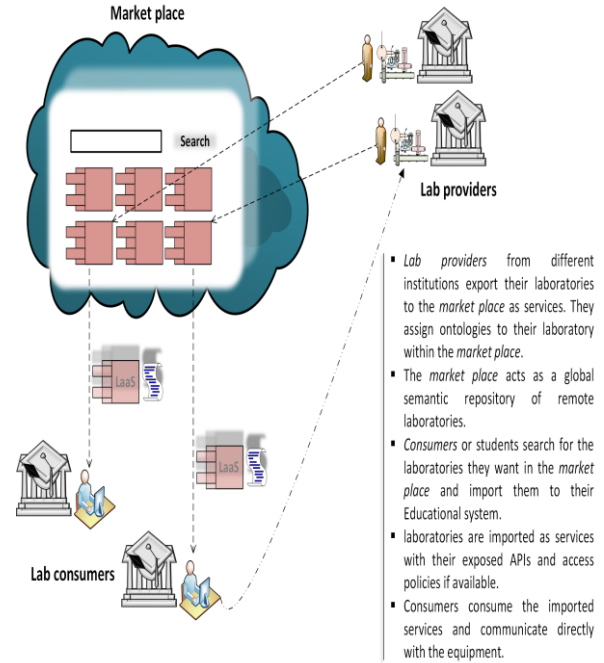 Market place
Search
Lab providers
LaaS
LaaS
Lab consumers
▪ Lab providers from different
institutions export their laboratories
to the market place as services. They
assign ontologies to their laboratory
within the market place.
▪ The market place acts as a global
semantic repository of remote
laboratories.
▪ Consumers or students search for the
laboratories they want in the market
place and import them to their
Educational system.
▪ laboratories are imported as services
with their exposed APIs and access
policies if available.
▪ Consumers consume the imported
services and communicate directly
with the equipment.